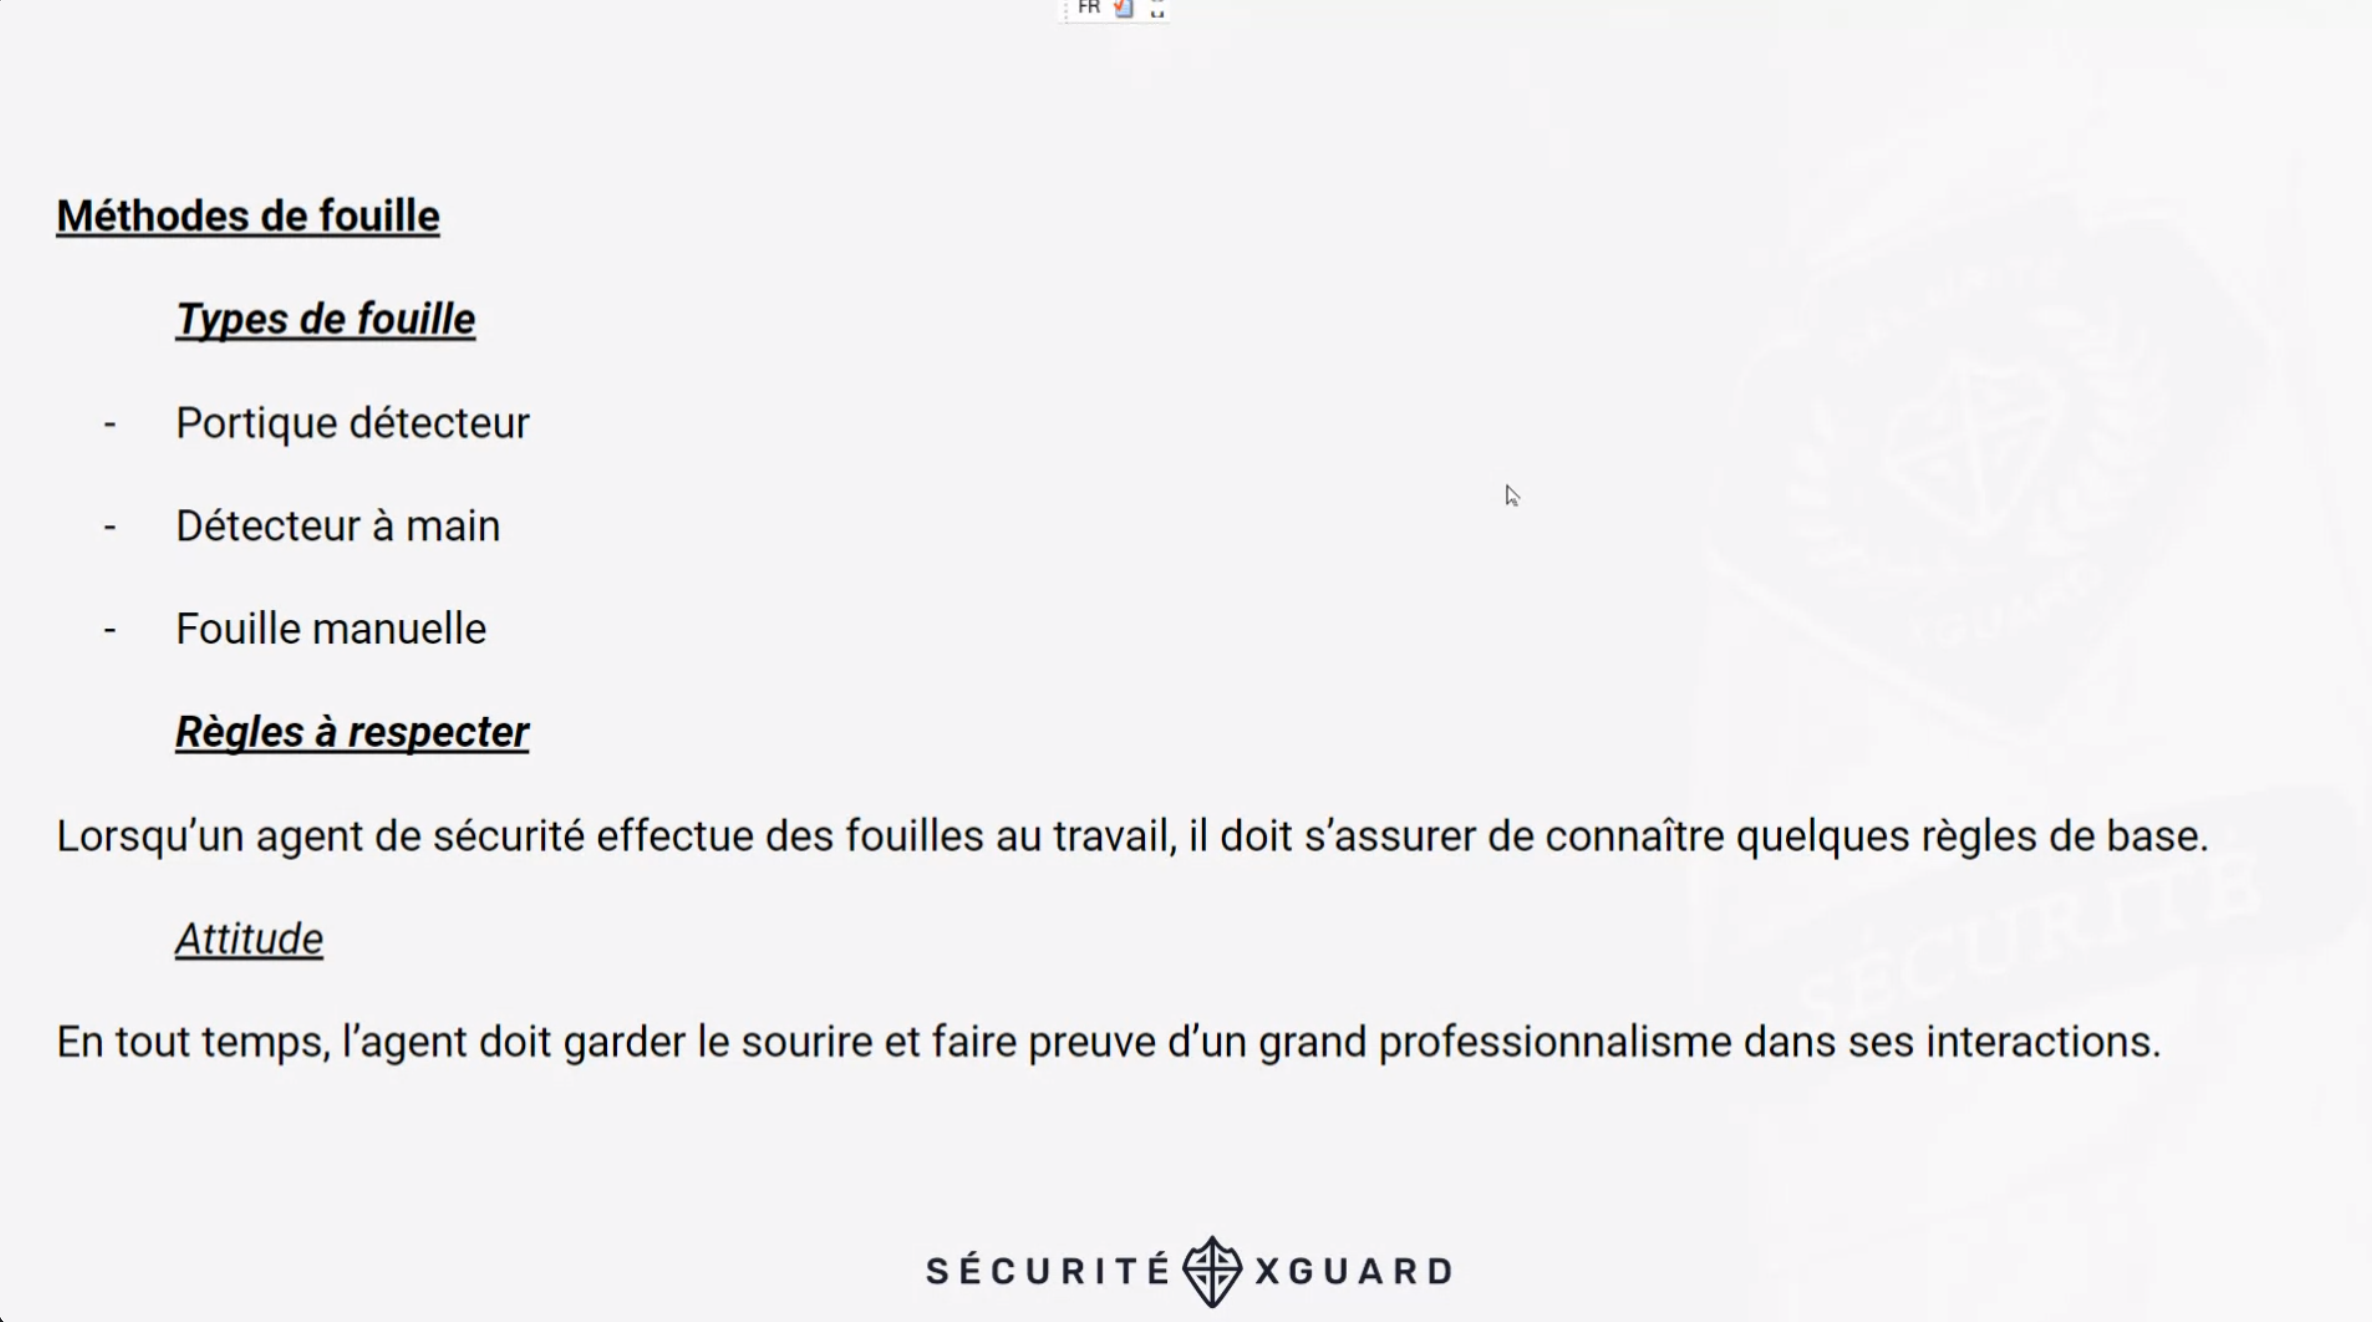 FR
Méthodes de fouille
Types de fouille
- Portique détecteur
- Détecteur à main
- Fouille manuelle
Règles à respecter
Lorsqu’un agent de sécurité effectue des fouilles au travail, il doit s’assurer de connaître quelques règles de base.
Attitude
En tout temps, l’agent doit garder le sourire et faire preuve d’un grand professionnalisme dans ses interactions.
SÉCURITÉ
SÉCURITÉ XGUARD